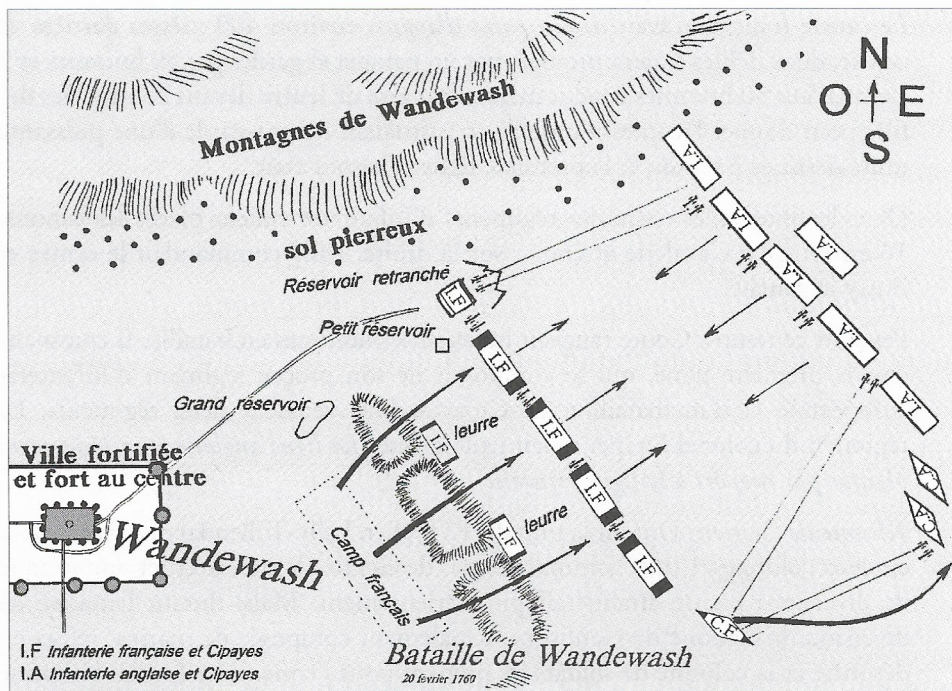 N
O E
S
Montagnes de Wandewash
sol pierreux
Réservoir retranché
Petit réservoir
Grand réservoir
Ville fortifiée
et fort au centre
Wandewash
Camp français
leurre
leurre
I.F
I.F
I.F
I.F
I.F
I.F
I.F
I.A
I.A
I.A
I.A
I.A
I.A
C.A
C.A
C.F
I.F Infanterie française et Cipayes
I.A Infanterie anglaise et Cipayes
Bataille de Wandewash
20 février 1760